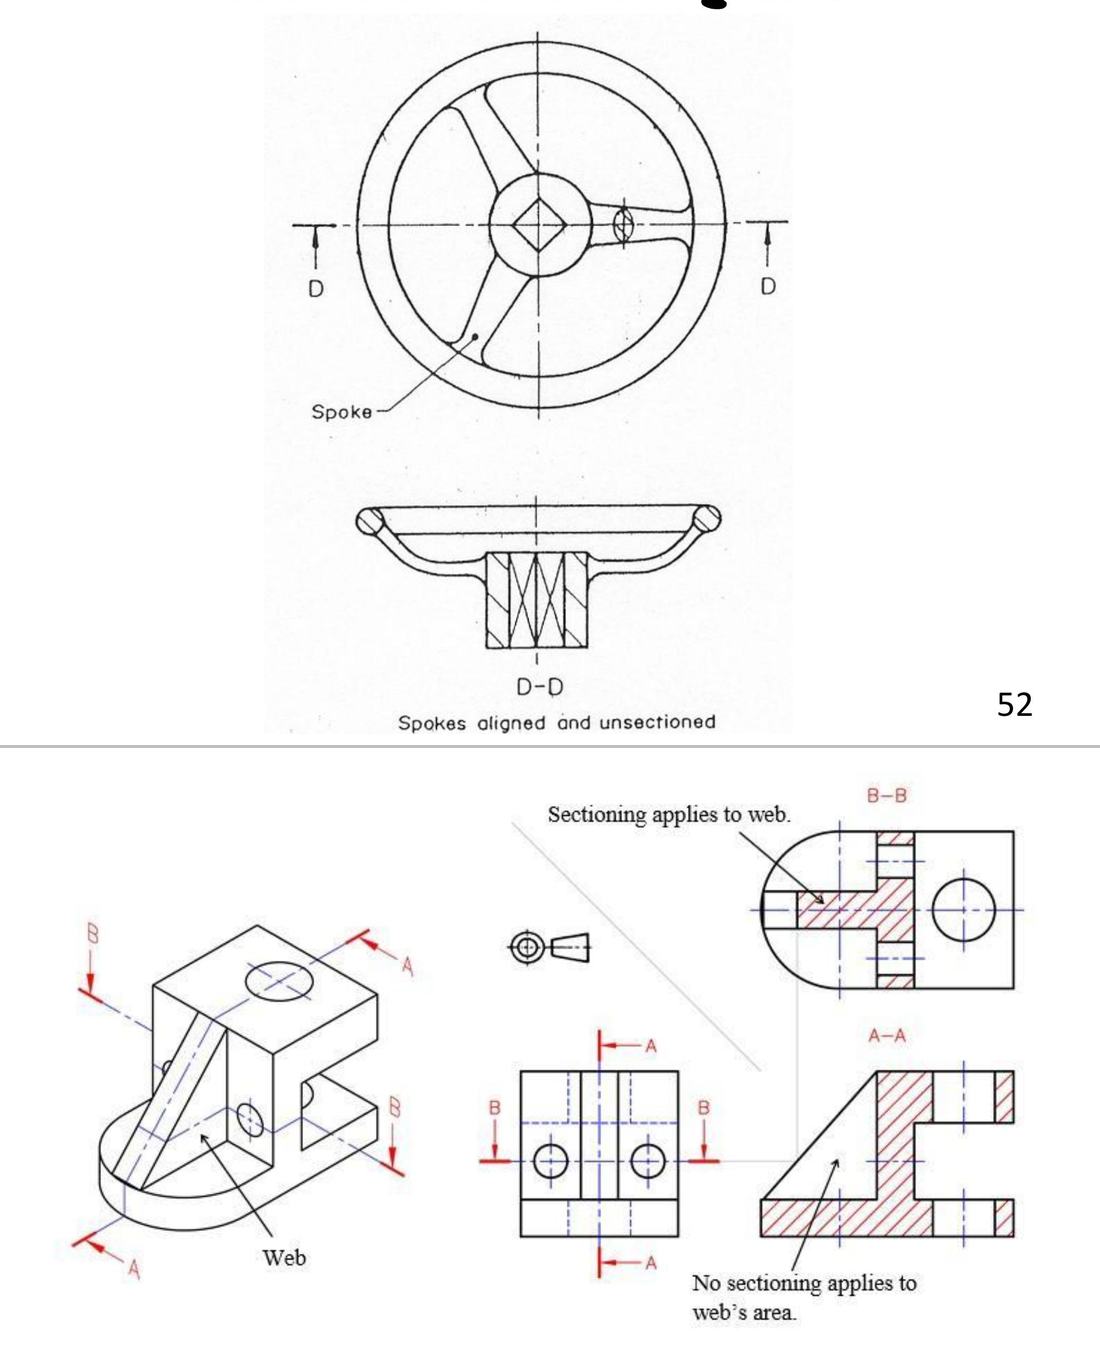 D
D
Spoke
D-D
Spokes aligned and unsectioned
52
B-B
Sectioning applies to web.
B
A
A-A
A
B
B
B
Web
A
A
No sectioning applies to
web's area.